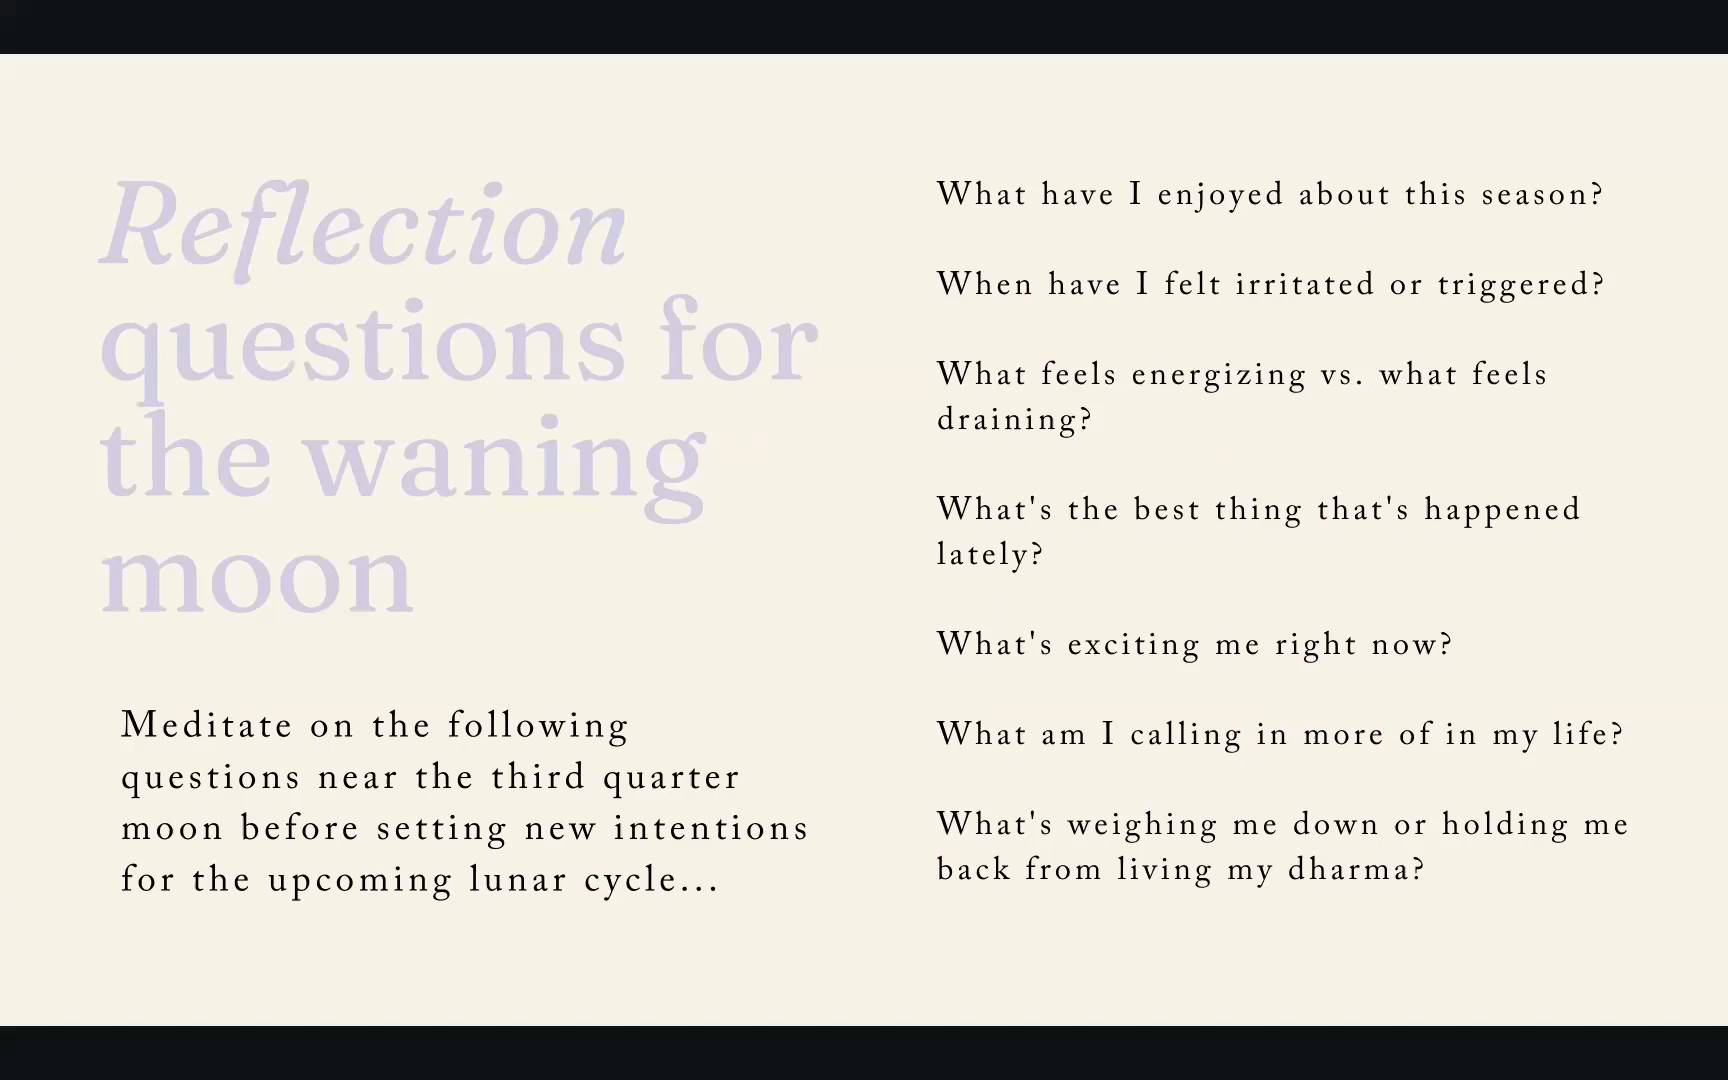 Reflection
questions for
the waning
moon
Meditate on the following
questions near the third quarter
moon before setting new intentions
for the upcoming lunar cycle...
What have I enjoyed about this season?
When have I felt irritated or triggered?
What feels energizing vs. what feels
draining?
What's the best thing that's happened
lately?
What's exciting me right now?
What am I calling in more of in my life?
What's weighing me down or holding me
back from living my dharma?